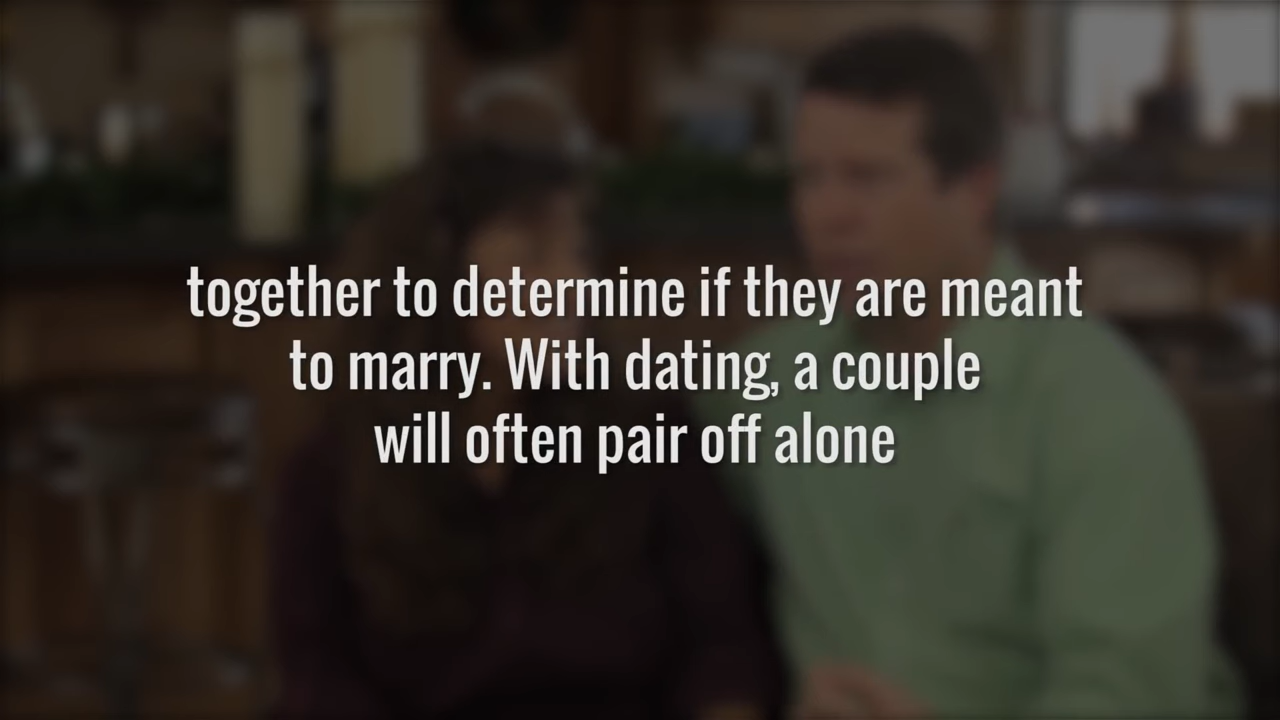 together to determine if they are meant
to marry. With dating, a couple
will often pair off alone